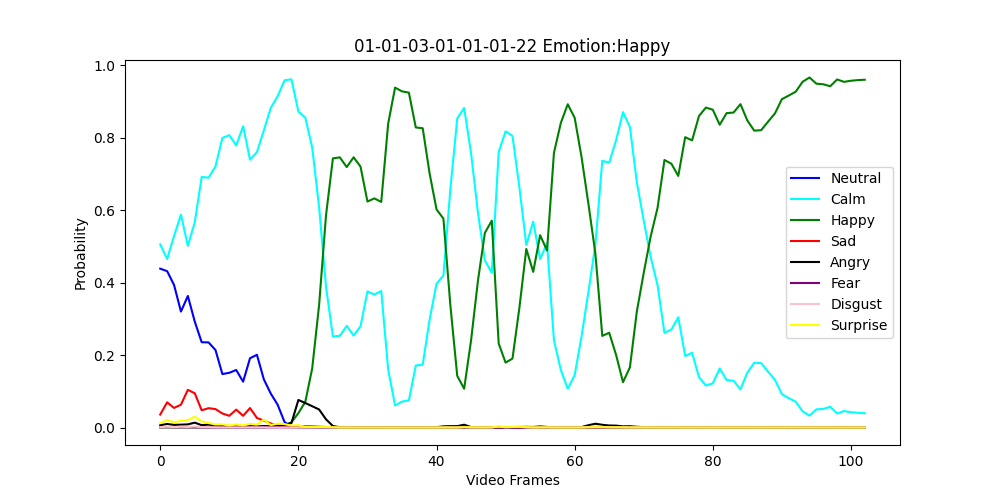 01-01-03-01-01-01-22 Emotion:Happy
1.0
0.8
0.6
0.4
0.2
0.0
Probability
0 20 40 60 80 100
Video Frames
Neutral
Calm
Happy
Sad
Angry
Fear
Disgust
Surprise